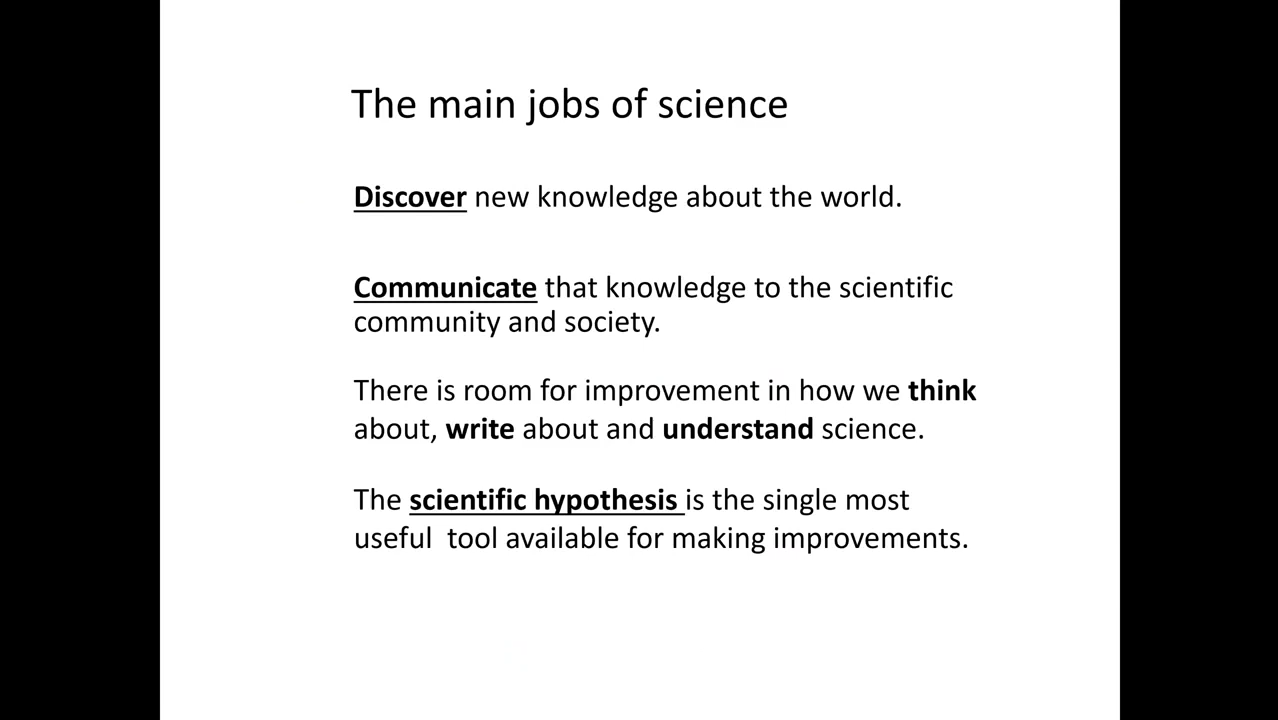 The main jobs of science
Discover new knowledge about the world.
Communicate that knowledge to the scientific
community and society.
There is room for improvement in how we think
about, write about and understand science.
The scientific hypothesis is the single most
useful  tool available for making improvements.